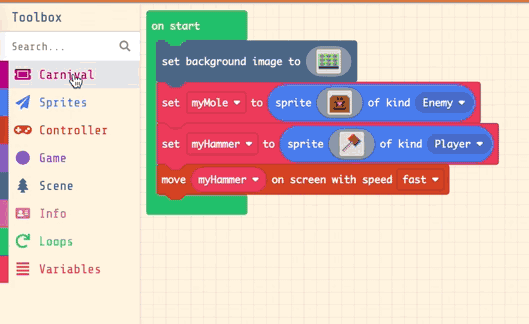 Toolbox
Search...
Carnival
Sprites
Controller
Game
Scene
Info
Loops
Variables
on start
set background image to
set myMole to sprite of kind Enemy
set myHammer to sprite of kind Player
move myHammer on screen with speed fast